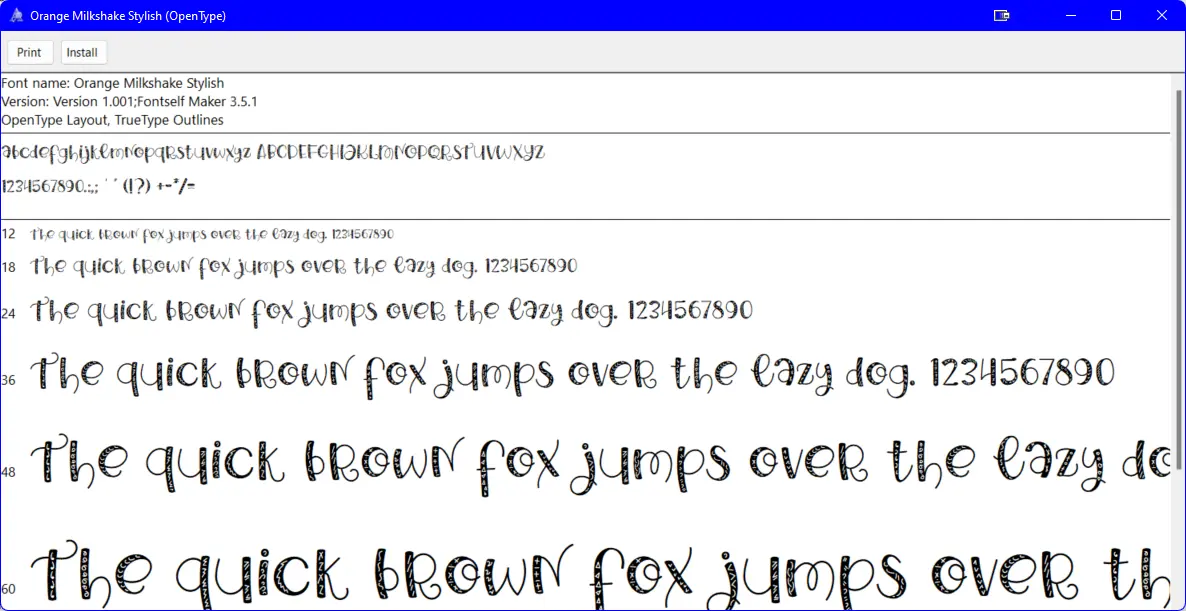 Orange Milkshake Stylish (OpenType)
Print Install
Font name: Orange Milkshake Stylish
Version: Version 1.001;Fontself Maker 3.5.1
OpenType Layout, TrueType Outlines
abcdefghijklmnopqrstuvwxyz ABCDEFGHIJKLMNOPQRSTUVWXYZ
1234567890.:,; ' " (!?) +-*/=
12 The quick brown fox jumps over the lazy dog. 1234567890
18 The quick brown fox jumps over the lazy dog. 1234567890
24 The quick brown fox jumps over the lazy dog. 1234567890
36 The quick brown fox jumps over the lazy dog. 1234567890
48 The quick brown fox jumps over the lazy do
60 The quick brown fox jumps over th